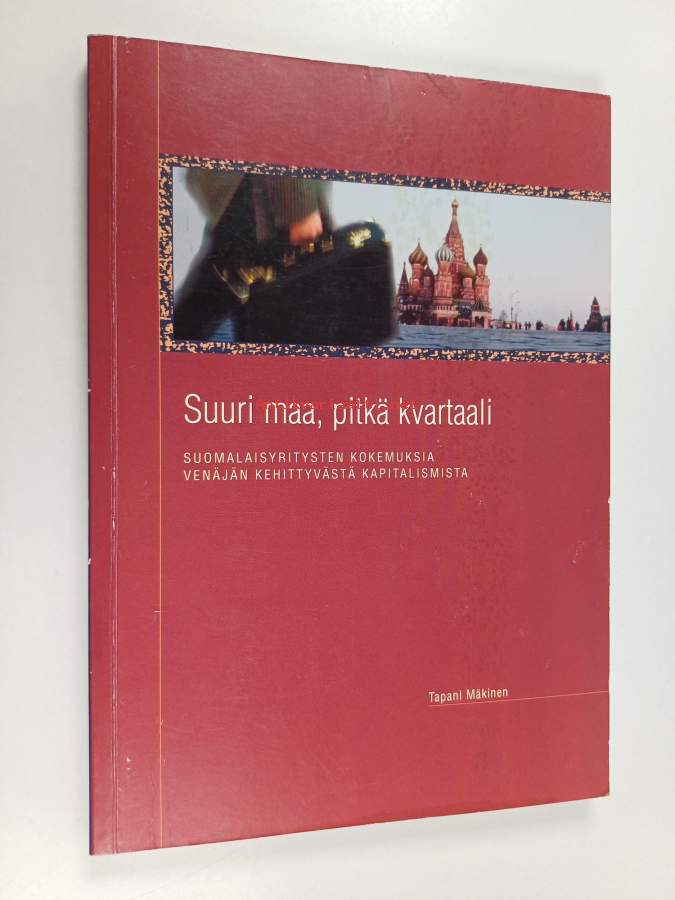 Suuri maa, pitkä kvartaali
SUOMALAISYRITYSTEN KOKEMUKSIA
VENÄJÄN KEHITTYVÄSTÄ KAPITALISMISTA
Tapani Mäkinen